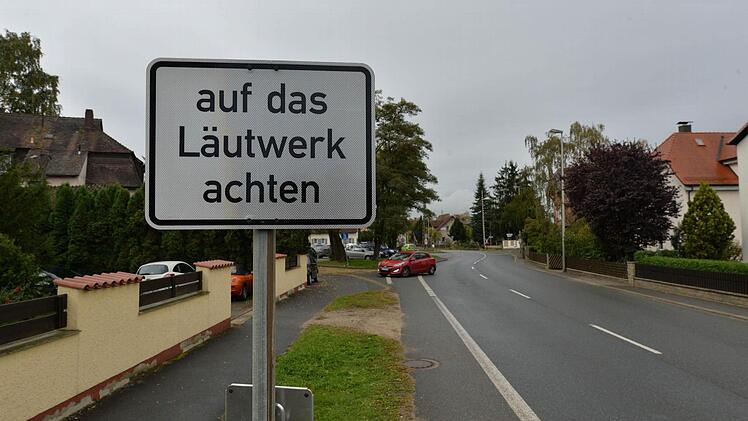 auf das
Läutwerk
achten